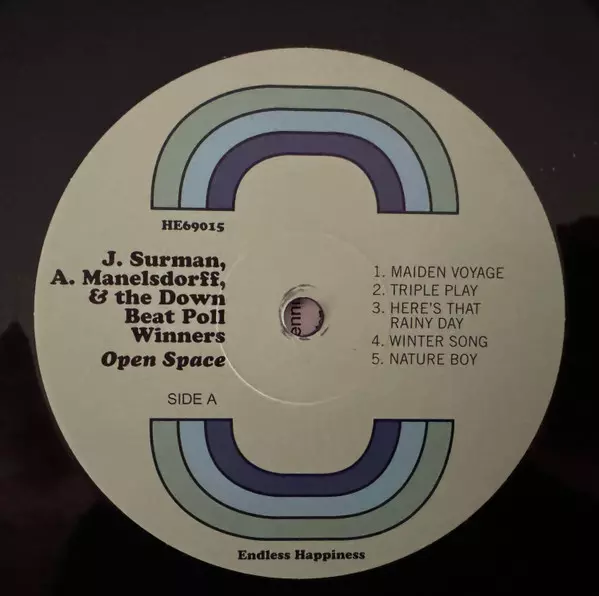 HE69015
J. Surman,
A. Manelsdorff,
& the Down
Beat Poll
Winners
Open Space
SIDE A
1. MAIDEN VOYAGE
2. TRIPLE PLAY
3. HERE'S THAT
RAINY DAY
4. WINTER SONG
5. NATURE BOY
enni
Endless Happiness